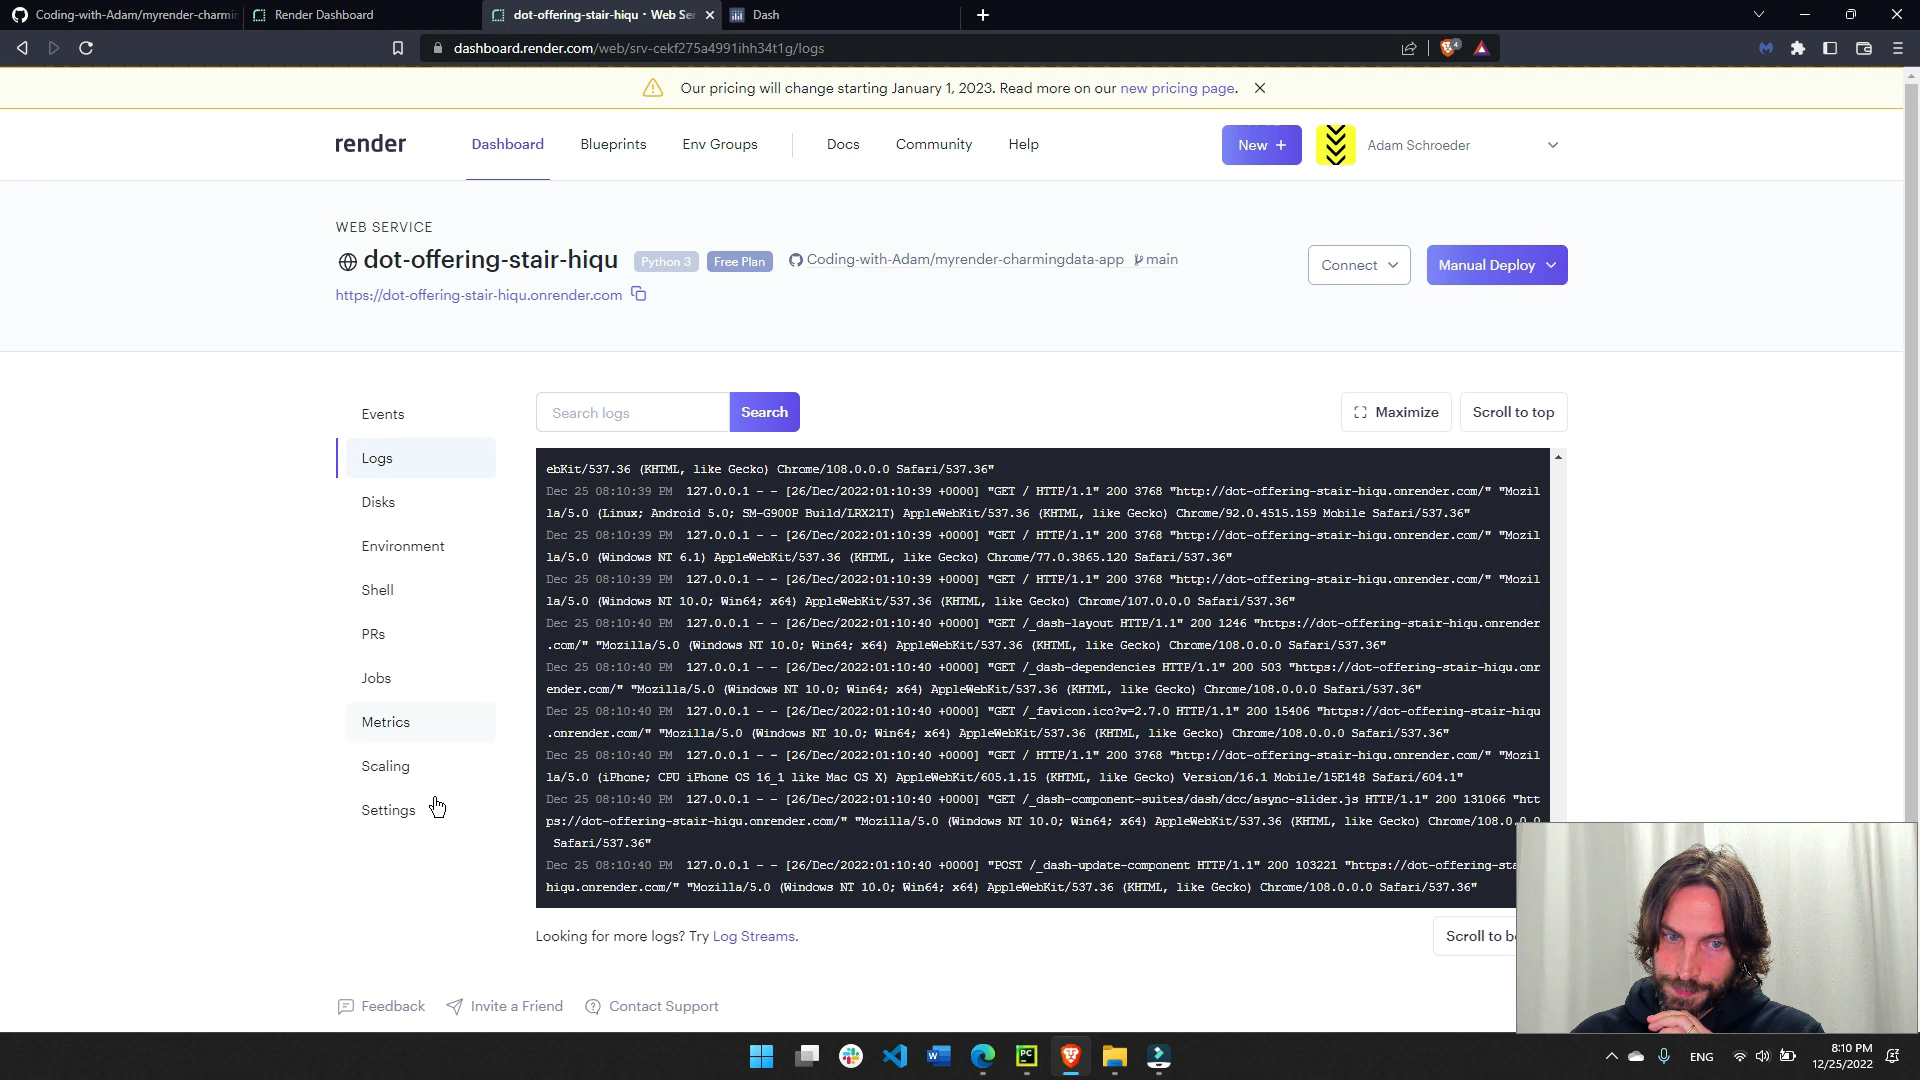 Coding-with-Adam/myrender-charmin
Render Dashboard
dot-offering-stair-hiqu · Web Ser
Dash
dashboard.render.com/web/srv-cekf275a4991ihh34t1g/logs
4
Our pricing will change starting January 1, 2023. Read more on our new pricing page.
render
Dashboard
Blueprints
Env Groups
Docs
Community
Help
New +
Adam Schroeder
WEB SERVICE
dot-offering-stair-hiqu
Python 3
Free Plan
Coding-with-Adam/myrender-charmingdata-app
main
Connect
Manual Deploy
https://dot-offering-stair-hiqu.onrender.com
Events
Logs
Disks
Environment
Shell
PRs
Jobs
Metrics
Scaling
Settings
Search logs
Search
Maximize
Scroll to top
ebKit/537.36 (KHTML, like Gecko) Chrome/108.0.0.0 Safari/537.36"
Dec 25 08:10:39 PM 127.0.0.1 - - [26/Dec/2022:01:10:39 +0000] "GET / HTTP/1.1" 200 3768 "http://dot-offering-stair-hiqu.onrender.com/" "Mozil
la/5.0 (Linux; Android 5.0; SM-G900P Build/LRX21T) AppleWebKit/537.36 (KHTML, like Gecko) Chrome/92.0.4515.159 Mobile Safari/537.36"
Dec 25 08:10:39 PM 127.0.0.1 - - [26/Dec/2022:01:10:39 +0000] "GET / HTTP/1.1" 200 3768 "http://dot-offering-stair-hiqu.onrender.com/" "Mozil
la/5.0 (Windows NT 6.1) AppleWebKit/537.36 (KHTML, like Gecko) Chrome/77.0.3865.120 Safari/537.36"
Dec 25 08:10:39 PM 127.0.0.1 - - [26/Dec/2022:01:10:39 +0000] "GET / HTTP/1.1" 200 3768 "http://dot-offering-stair-hiqu.onrender.com/" "Mozil
la/5.0 (Windows NT 10.0; Win64; x64) AppleWebKit/537.36 (KHTML, like Gecko) Chrome/107.0.0.0 Safari/537.36"
Dec 25 08:10:40 PM 127.0.0.1 - - [26/Dec/2022:01:10:40 +0000] "GET /_dash-layout HTTP/1.1" 200 1246 "https://dot-offering-stair-hiqu.onrender
.com/" "Mozilla/5.0 (Windows NT 10.0; Win64; x64) AppleWebKit/537.36 (KHTML, like Gecko) Chrome/108.0.0.0 Safari/537.36"
Dec 25 08:10:40 PM 127.0.0.1 - - [26/Dec/2022:01:10:40 +0000] "GET /_dash-dependencies HTTP/1.1" 200 503 "https://dot-offering-stair-hiqu.onr
ender.com/" "Mozilla/5.0 (Windows NT 10.0; Win64; x64) AppleWebKit/537.36 (KHTML, like Gecko) Chrome/108.0.0.0 Safari/537.36"
Dec 25 08:10:40 PM 127.0.0.1 - - [26/Dec/2022:01:10:40 +0000] "GET /_favicon.ico?v=2.7.0 HTTP/1.1" 200 15406 "https://dot-offering-stair-hiqu
.onrender.com/" "Mozilla/5.0 (Windows NT 10.0; Win64; x64) AppleWebKit/537.36 (KHTML, like Gecko) Chrome/108.0.0.0 Safari/537.36"
Dec 25 08:10:40 PM 127.0.0.1 - - [26/Dec/2022:01:10:40 +0000] "GET / HTTP/1.1" 200 3768 "http://dot-offering-stair-hiqu.onrender.com/" "Mozil
la/5.0 (iPhone; CPU iPhone OS 16_1 like Mac OS X) AppleWebKit/605.1.15 (KHTML, like Gecko) Version/16.1 Mobile/15E148 Safari/604.1"
Dec 25 08:10:40 PM 127.0.0.1 - - [26/Dec/2022:01:10:40 +0000] "GET /_dash-component-suites/dash/dcc/async-slider.js HTTP/1.1" 200 131066 "htt
ps://dot-offering-stair-hiqu.onrender.com/" "Mozilla/5.0 (Windows NT 10.0; Win64; x64) AppleWebKit/537.36 (KHTML, like Gecko) Chrome/108.0.0.0
Safari/537.36"
Dec 25 08:10:40 PM 127.0.0.1 - - [26/Dec/2022:01:10:40 +0000] "POST /_dash-update-component HTTP/1.1" 200 103221 "https://dot-offering-sta
hiqu.onrender.com/" "Mozilla/5.0 (Windows NT 10.0; Win64; x64) AppleWebKit/537.36 (KHTML, like Gecko) Chrome/108.0.0.0 Safari/537.36"
Looking for more logs? Try Log Streams.
Scroll to b
Feedback
Invite a Friend
Contact Support
ENG
8:10 PM
12/25/2022